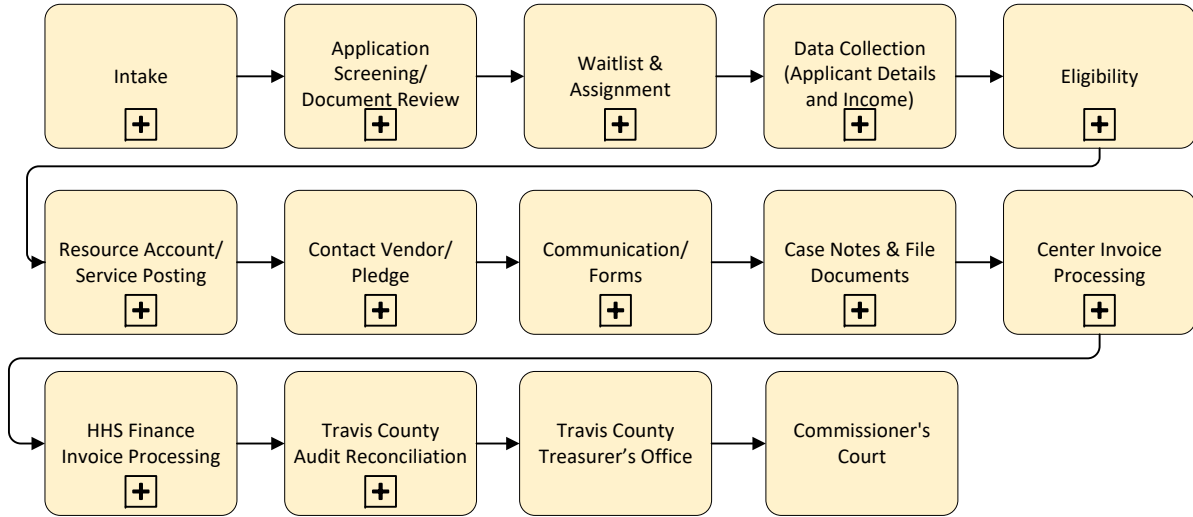 Intake
Application
Screening/
Document Review
Waitlist &
Assignment
Data Collection
(Applicant Details
and Income)
Eligibility
Resource Account/
Service Posting
Contact Vendor/
Pledge
Communication/
Forms
Case Notes & File
Documents
Center Invoice
Processing
HHS Finance
Invoice Processing
Travis County
Audit Reconciliation
Travis County
Treasurer’s Office
Commissioner's
Court